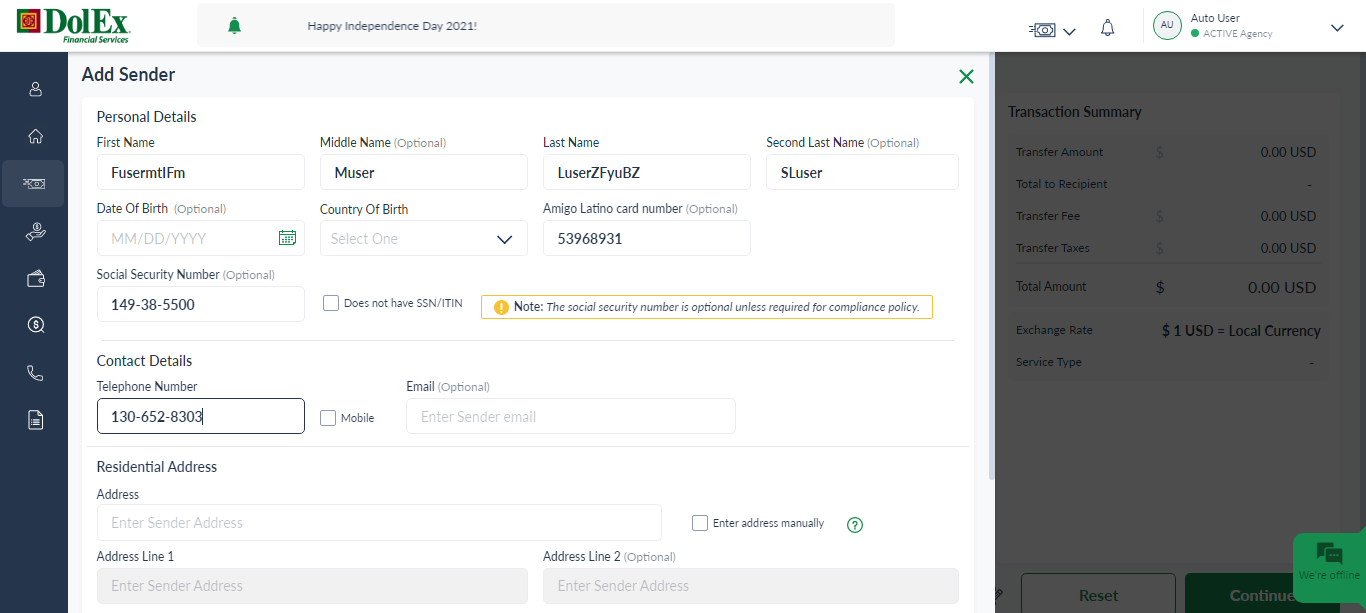 DolEx
Financial Services
Happy Independence Day 2021!
AU
Auto User
ACTIVE Agency
Add Sender
Personal Details
First Name
Middle Name (Optional)
Last Name
Second Last Name (Optional)
FusermtIFm
Muser
LuserZFyuBZ
SLuser
Date Of Birth (Optional)
Country Of Birth
Amigo Latino card number (Optional)
MM/DD/YYYY
Select One
53968931
Social Security Number (Optional)
149-38-5500
Does not have SSN/ITIN
Note: The social security number is optional unless required for compliance policy.
Contact Details
Telephone Number
Email (Optional)
130-652-8303
Mobile
Enter Sender email
Residential Address
Address
Enter Sender Address
Enter address manually
?
Address Line 1
Address Line 2 (Optional)
Enter Sender Address
Enter Sender Address
Transaction Summary
Transfer Amount $ 0.00 USD
Total to Recipient -
Transfer Fee $ 0.00 USD
Transfer Taxes $ 0.00 USD
Total Amount $ 0.00 USD
Exchange Rate $ 1 USD = Local Currency
Service Type -
We're offline
Reset
Continue